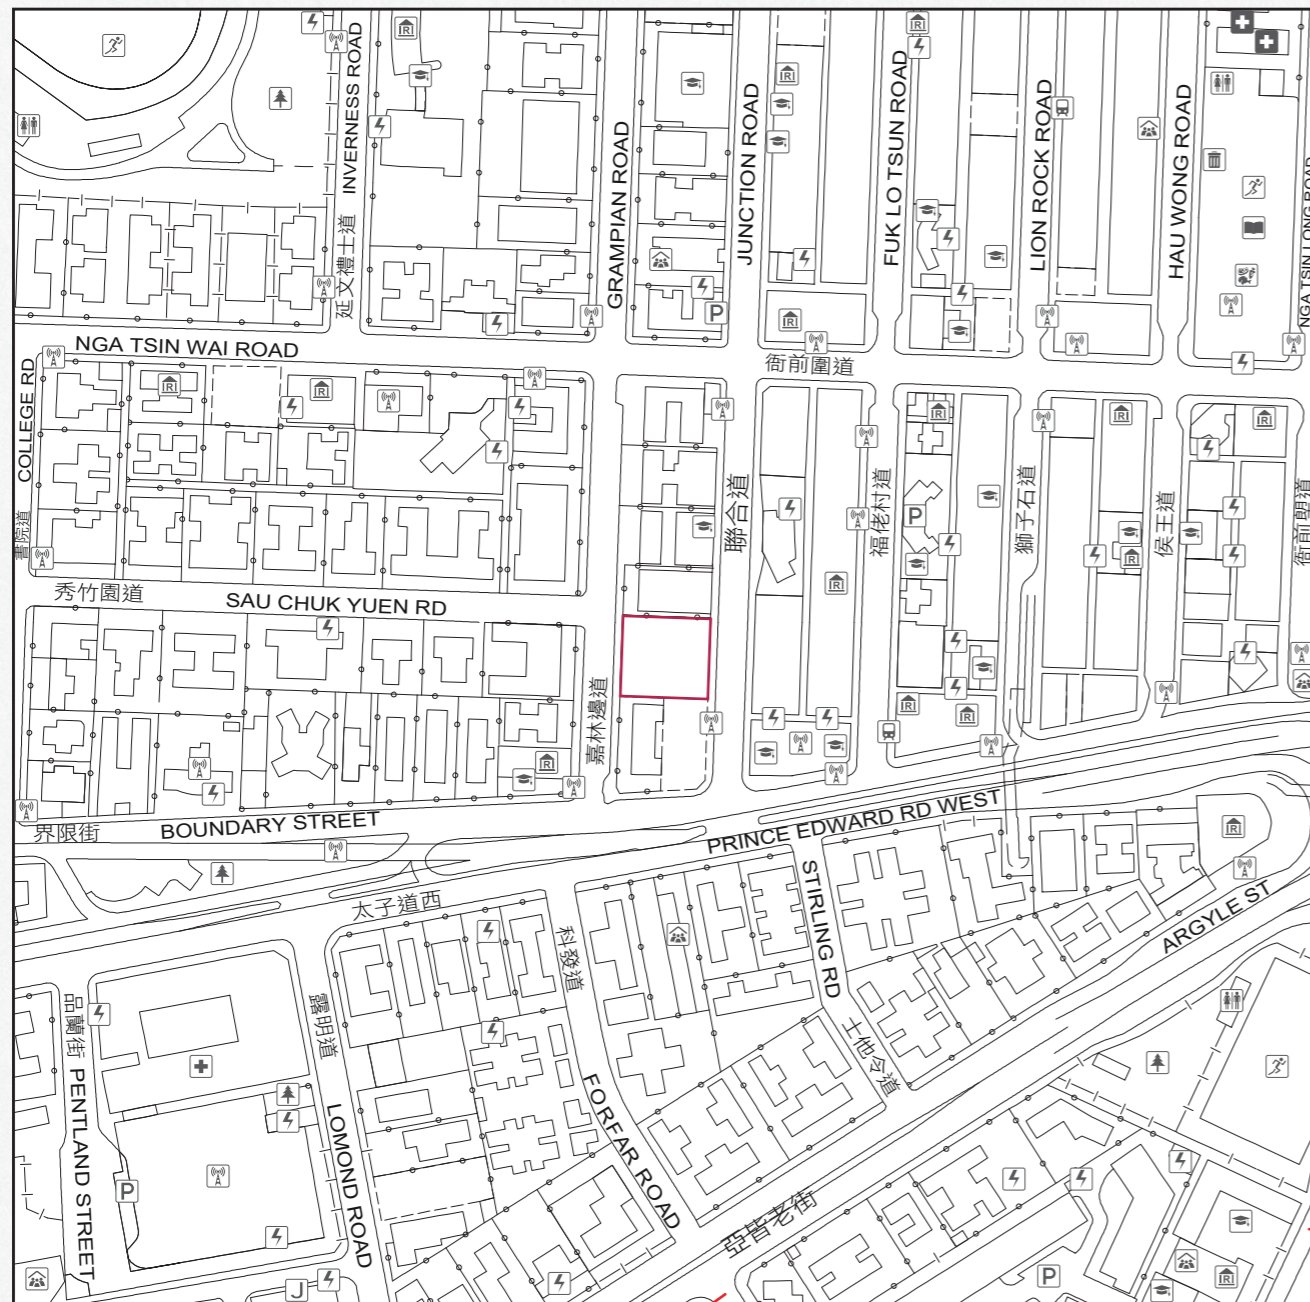 INVERNESS ROAD
延文禮士道
GRAMPIAN ROAD
JUNCTION ROAD
FUK LO TSUN ROAD
LION ROCK ROAD
HAU WONG ROAD
NGA TSIN LONG ROAD
P
NGA TSIN WAI ROAD
衙前圍道
COLLEGE RD
書院道
聯合道
福佬村道
P
獅子石道
侯王道
衙前塱道
秀竹園道
SAU CHUK YUEN RD
嘉林邊道
界限街
BOUNDARY STREET
PRINCE EDWARD RD WEST
太子道西
STIRLING RD
士他令道
ARGYLE ST
亞皆老街
科發道
FORFAR ROAD
露明道
LOMOND ROAD
品蘭街
PENTLAND STREET
P
J
P